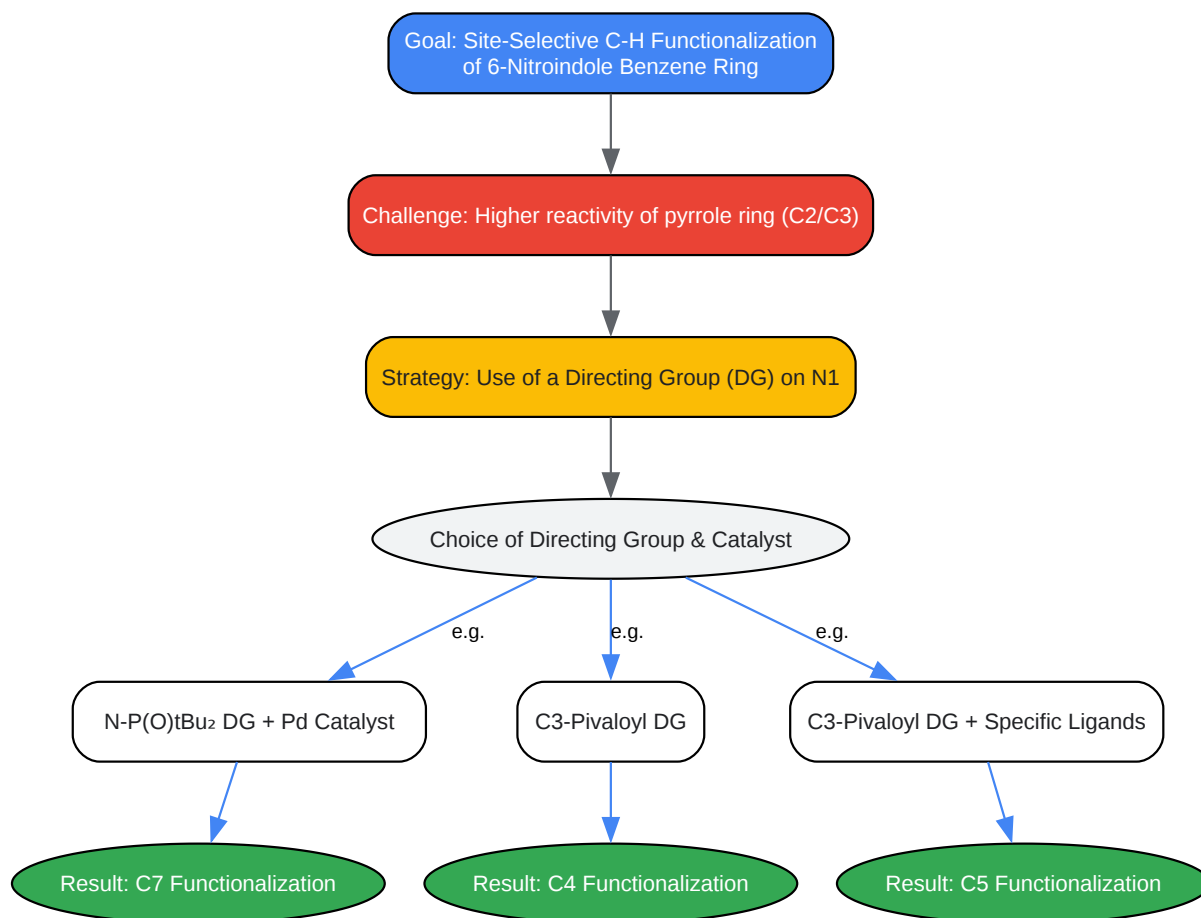 Goal: Site-Selective C-H Functionalization
of 6-Nitroindole Benzene Ring
Challenge: Higher reactivity of pyrrole ring (C2/C3)
Strategy: Use of a Directing Group (DG) on N1
Choice of Directing Group & Catalyst
e.g.
e.g.
e.g.
N-P(O)tBu₂ DG + Pd Catalyst
C3-Pivaloyl DG
C3-Pivaloyl DG + Specific Ligands
Result: C7 Functionalization
Result: C4 Functionalization
Result: C5 Functionalization